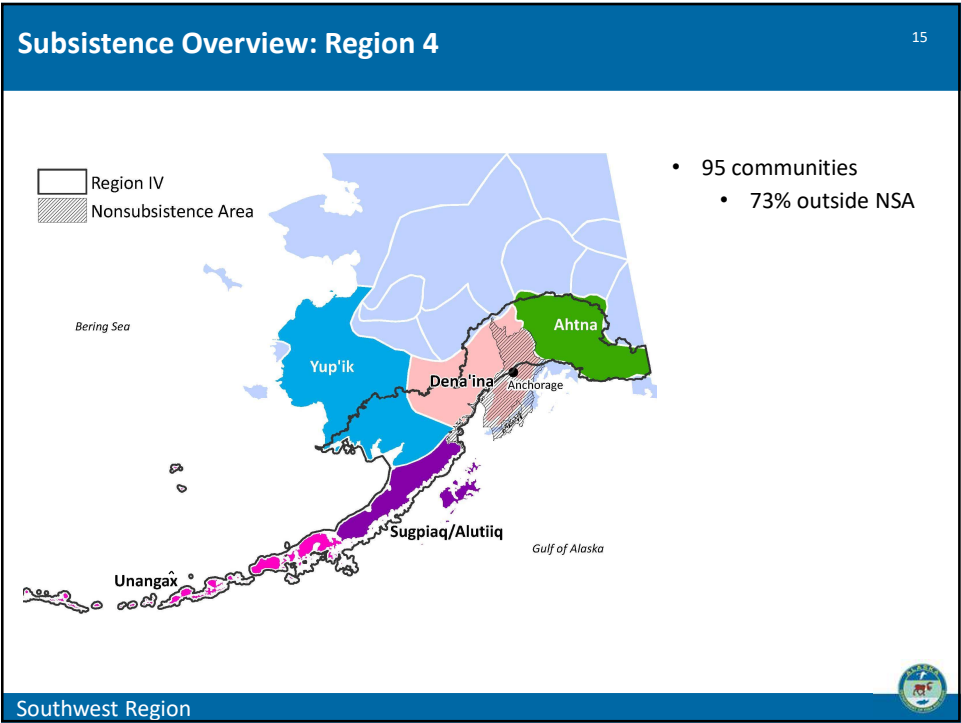 Subsistence Overview: Region 4
15
Region IV
Nonsubsistence Area
• 95 communities
• 73% outside NSA
Bering Sea
Ahtna
Yup'ik
Dena'ina
Anchorage
Sugpiaq/Alutiiq
Gulf of Alaska
Unangax̂
Southwest Region
ALASKA